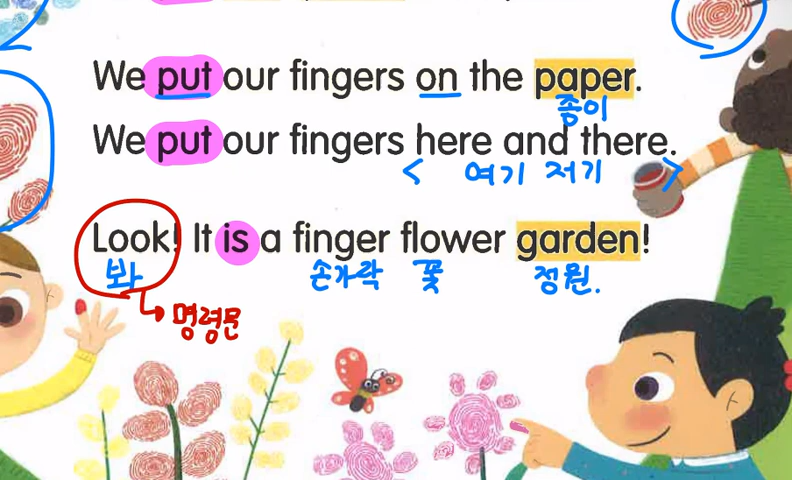 We put our fingers on the paper.
종이
We put our fingers here and there.
< 여기 저기 >
Look! It is a finger flower garden!
봐 손가락 꽃 정원.
명령문